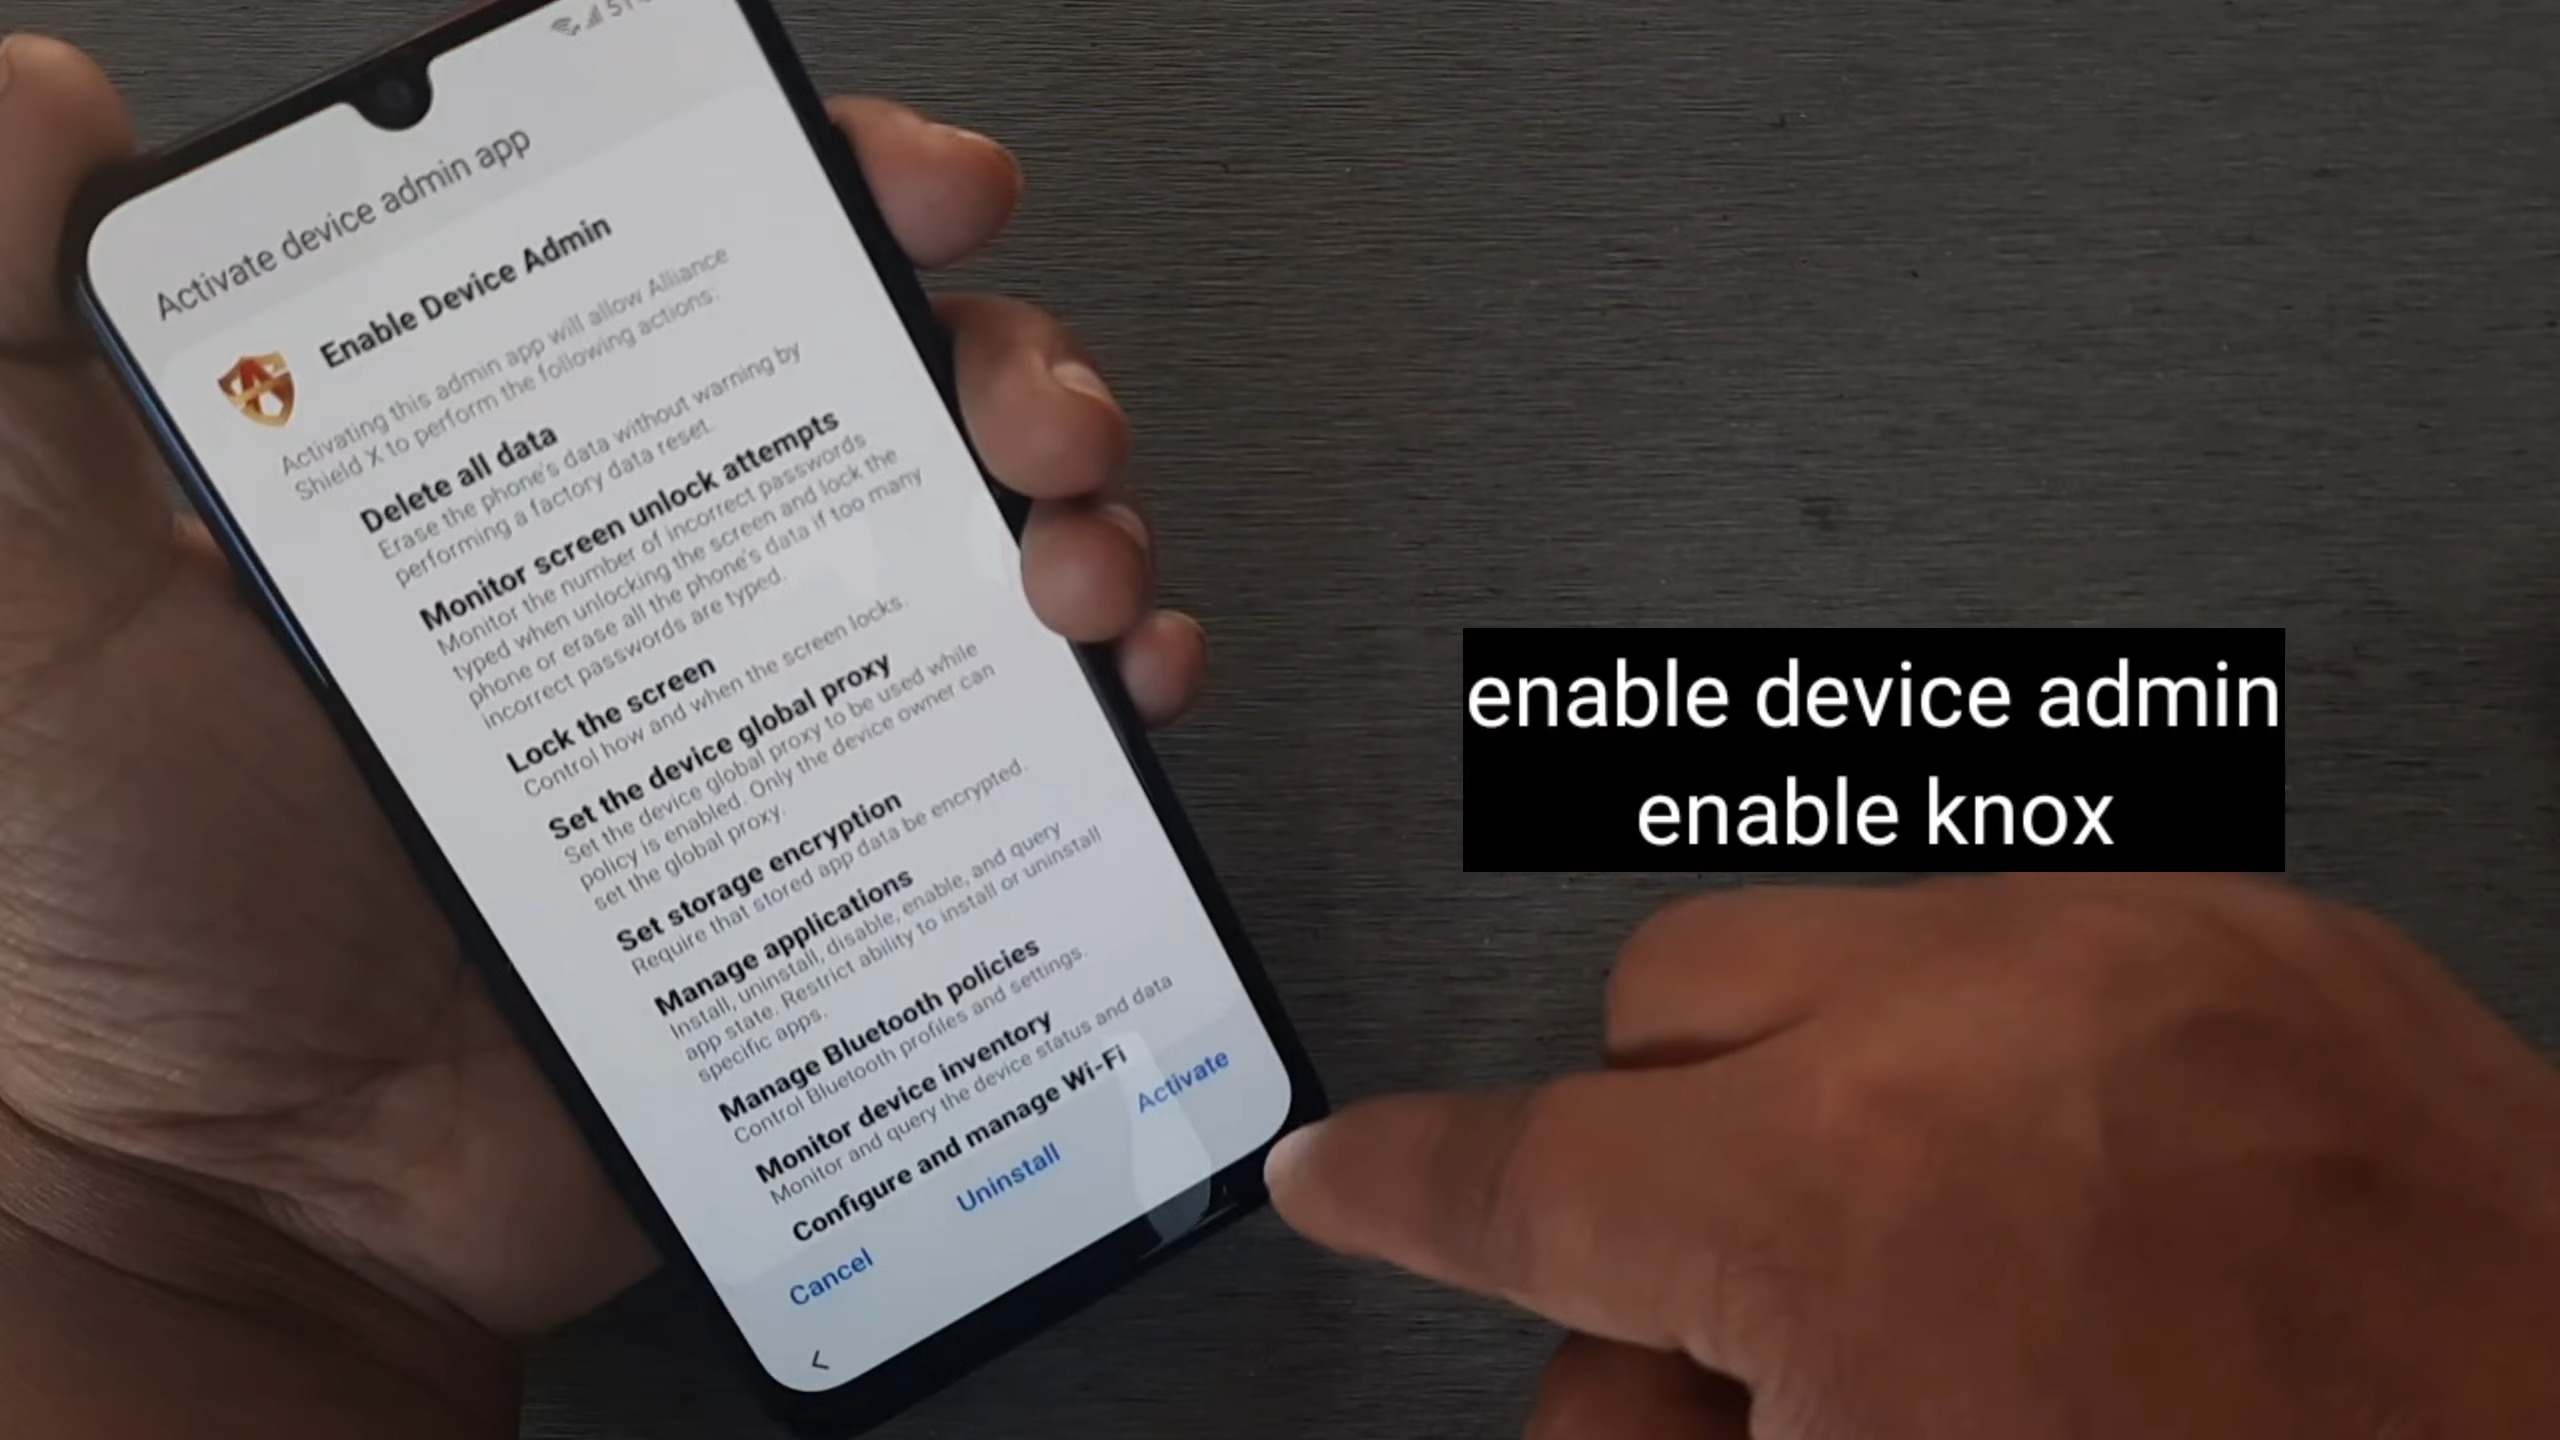 Activate device admin app
Enable Device Admin
Activating this admin app will allow Alliance
Shield X to perform the following actions:
Delete all data
Erase the phone's data without warning by
performing a factory data reset.
Monitor screen unlock attempts
Monitor the number of incorrect passwords
typed when unlocking the screen and lock the
phone or erase all the phone's data if too many
incorrect passwords are typed.
Lock the screen
Control how and when the screen locks.
Set the device global proxy
Set the device global proxy to be used while
policy is enabled. Only the device owner can
set the global proxy.
Set storage encryption
Require that stored app data be encrypted.
Manage applications
Install, uninstall, disable, enable, and query
app state. Restrict ability to install or uninstall
specific apps.
Manage Bluetooth policies
Control Bluetooth profiles and settings.
Monitor device inventory
Monitor and query the device status and data
Configure and manage Wi-Fi
Cancel
Uninstall
Activate
enable device admin
enable knox